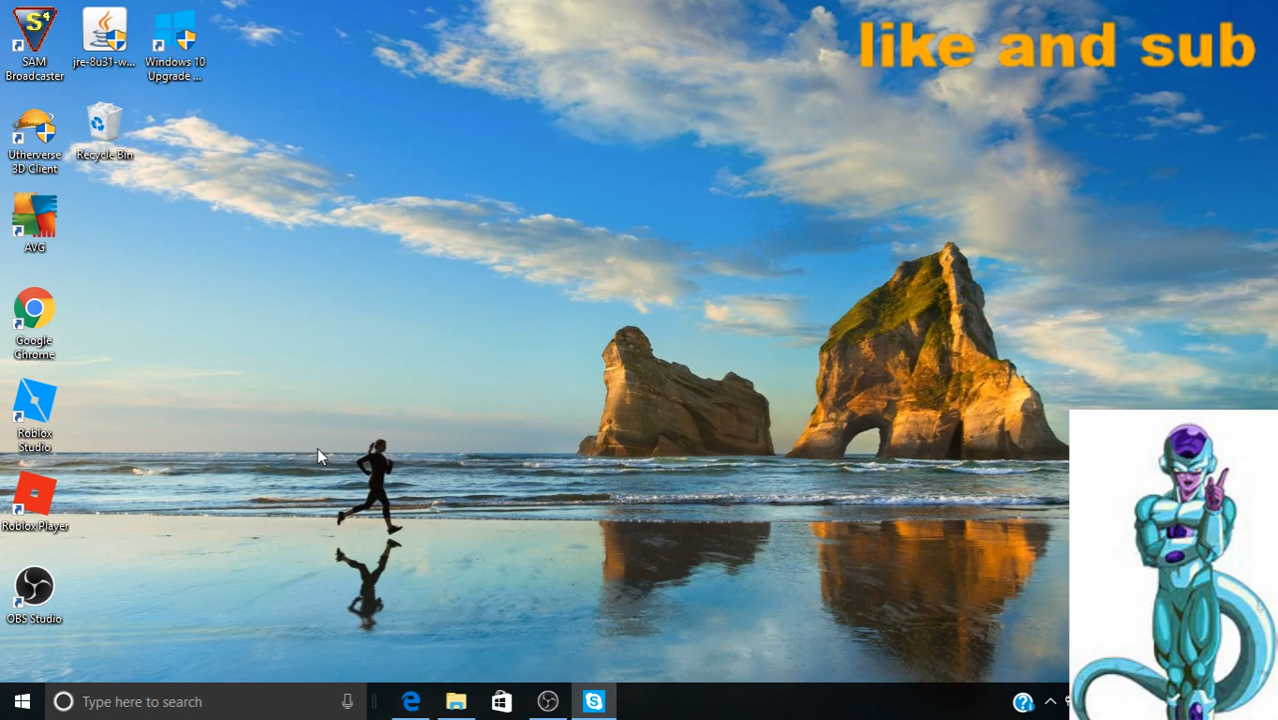 like and sub
SAM
Broadcaster
jre-8u31-w...
Windows 10
Upgrade ...
Utherverse
3D Client
Recycle Bin
AVG
Google
Chrome
Roblox
Studio
Roblox Player
OBS Studio
Type here to search